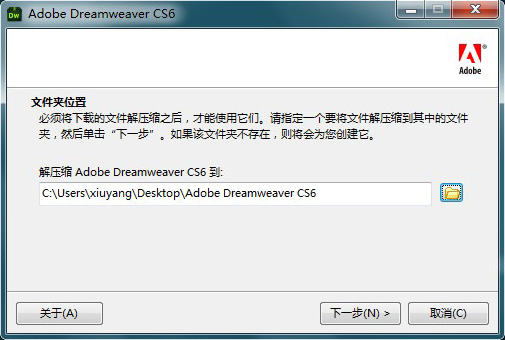 Dw Adobe Dreamweaver CS6
Adobe
文件夹位置
必须将下载的文件解压缩之后，才能使用它们。请指定一个要将文件解压缩到其中的文件
夹，然后单击“下一步”。如果该文件夹不存在，则将会为您创建它。
解压缩 Adobe Dreamweaver CS6 到:
C:\Users\xiuyang\Desktop\Adobe Dreamweaver CS6
关于(A)
下一步(N) >
取消(C)